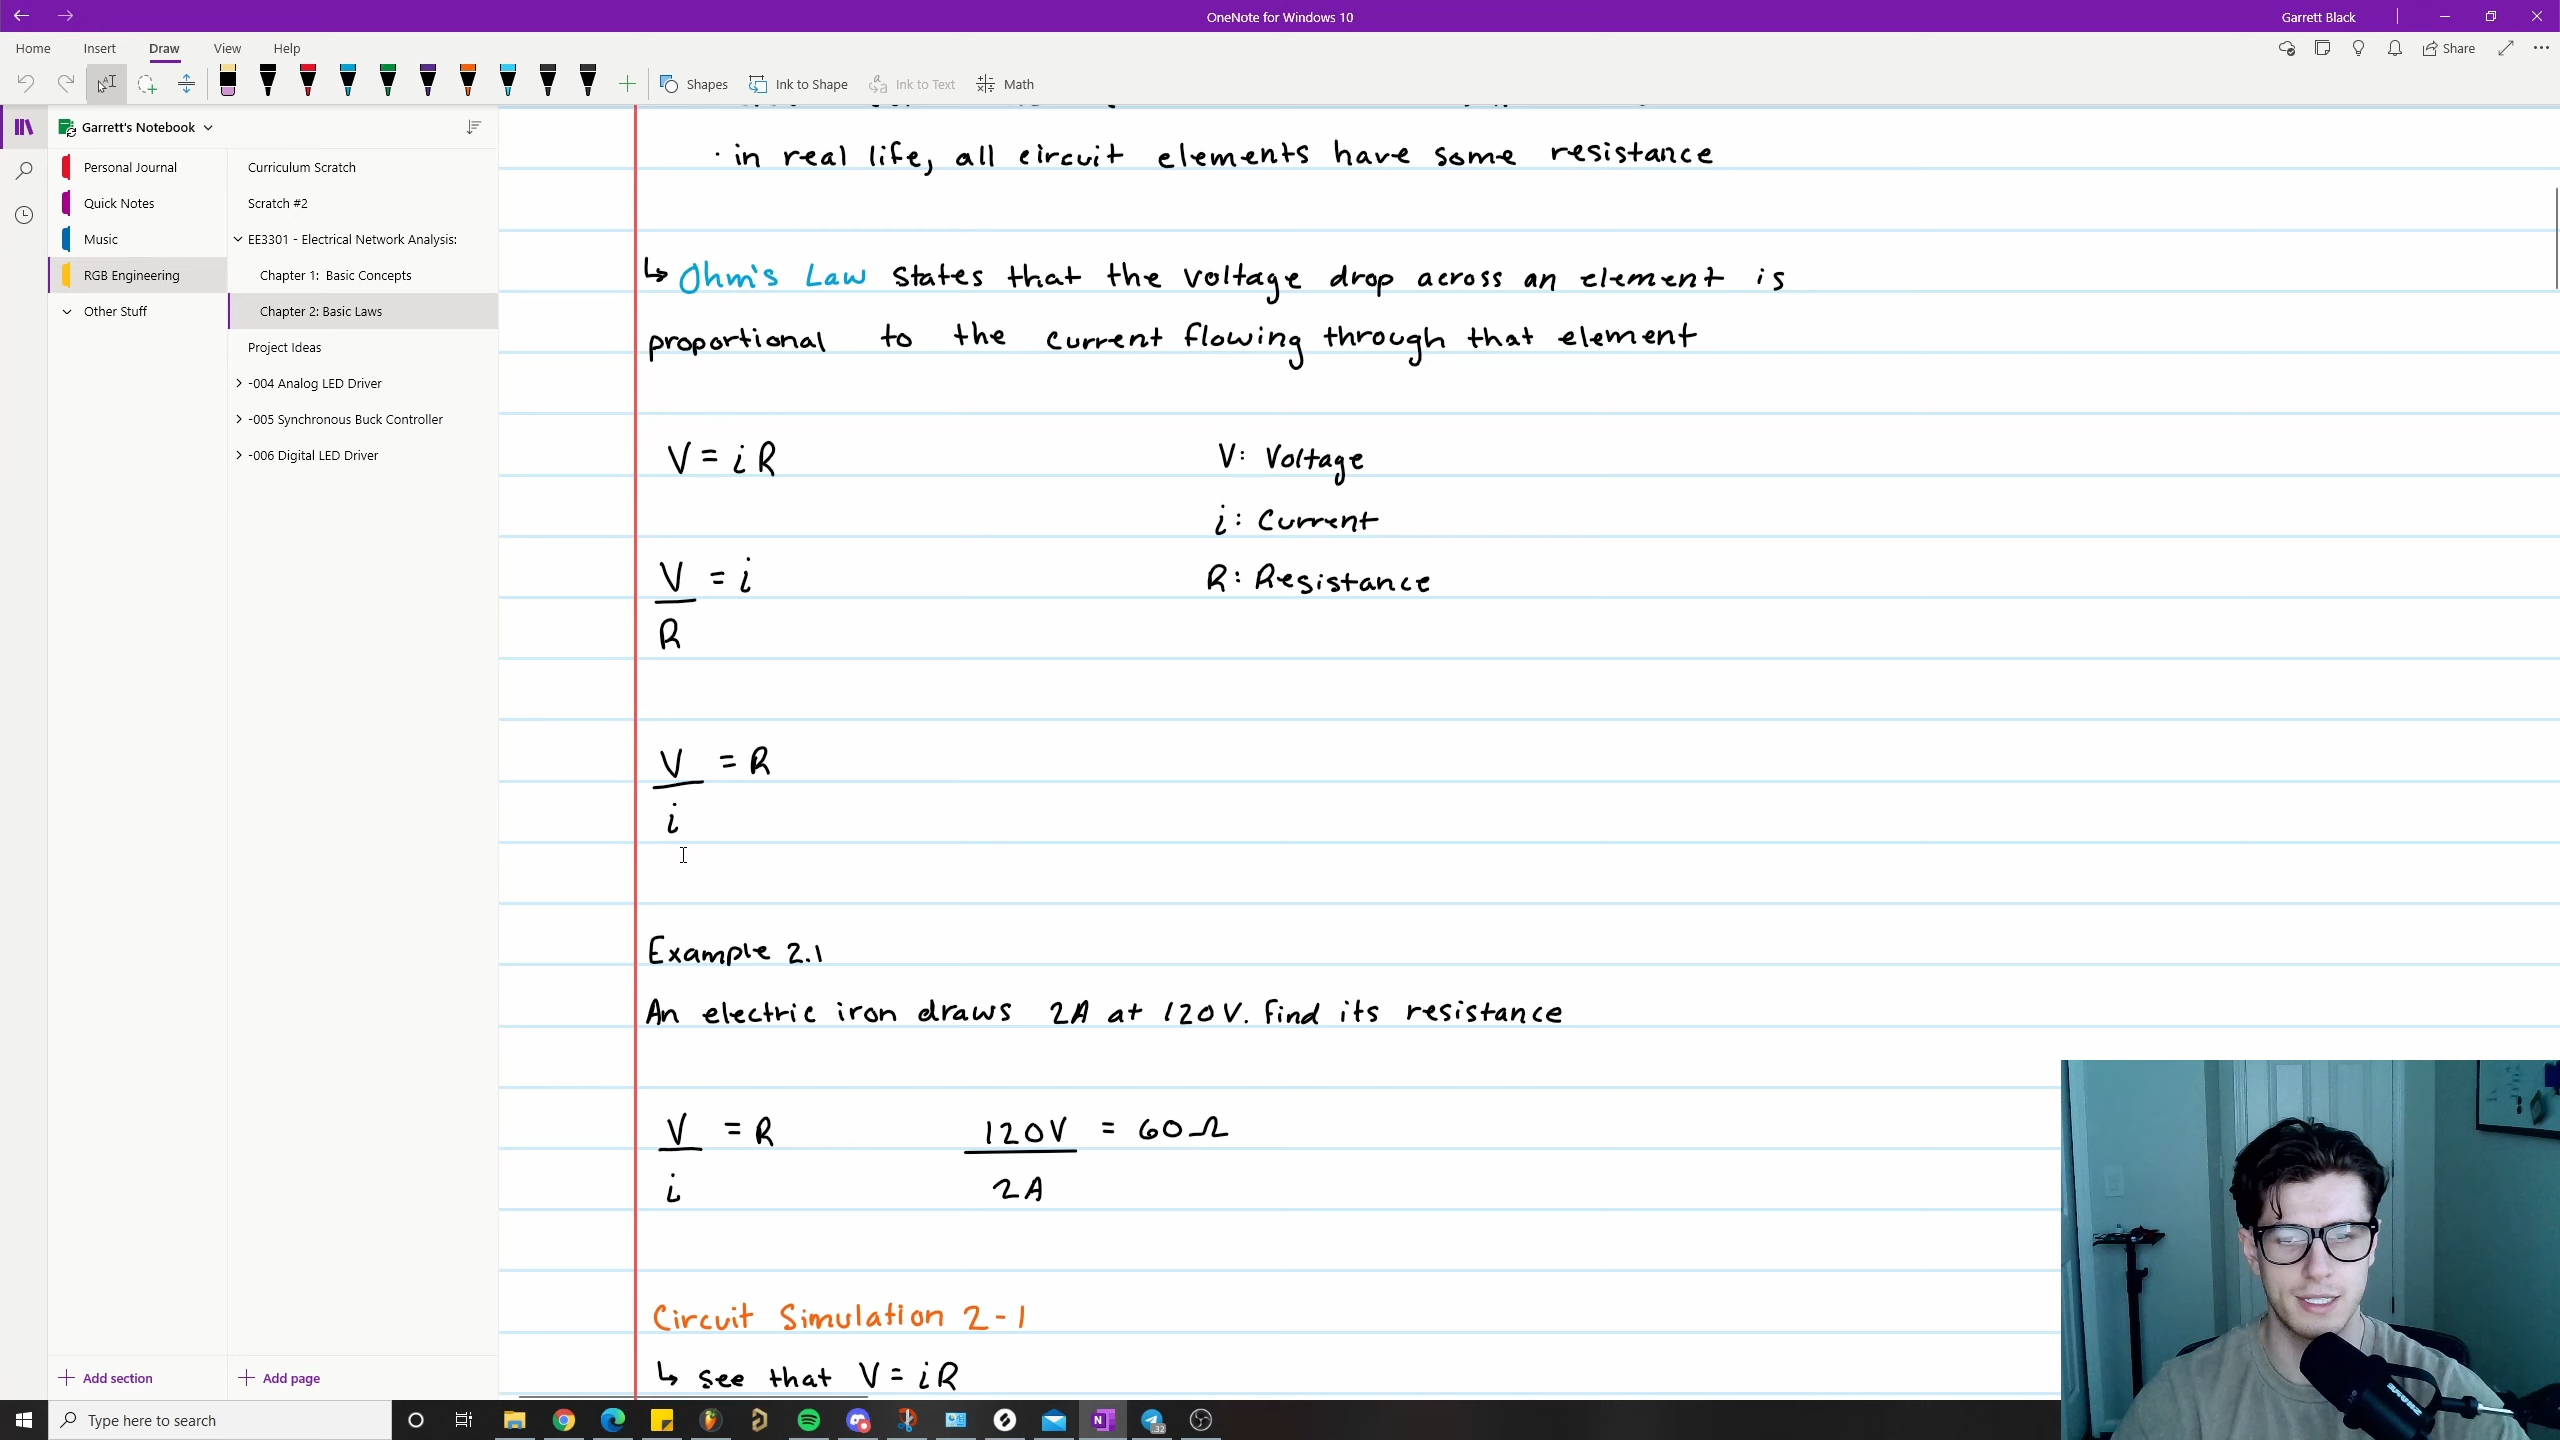 OneNote for Windows 10
Garrett Black
Home Insert Draw View Help
Share
Shapes Ink to Shape Ink to Text Math
Garrett's Notebook
Personal Journal
Quick Notes
Music
RGB Engineering
Other Stuff
Curriculum Scratch
Scratch #2
EE3301 - Electrical Network Analysis:
Chapter 1: Basic Concepts
Chapter 2: Basic Laws
Project Ideas
-004 Analog LED Driver
-005 Synchronous Buck Controller
-006 Digital LED Driver
· in real life, all circuit elements have some resistance
↳ Ohm's Law states that the voltage drop across an element is
proportional to the current flowing through that element
V = i R
V: Voltage
i: Current
V = i
R
R: Resistance
V = R
i
Example 2.1
An electric iron draws 2A at 120V. Find its resistance
V = R 120V = 60Ω
i 2A
Circuit Simulation 2-1
↳ see that V = i R
Add section
Add page
Type here to search